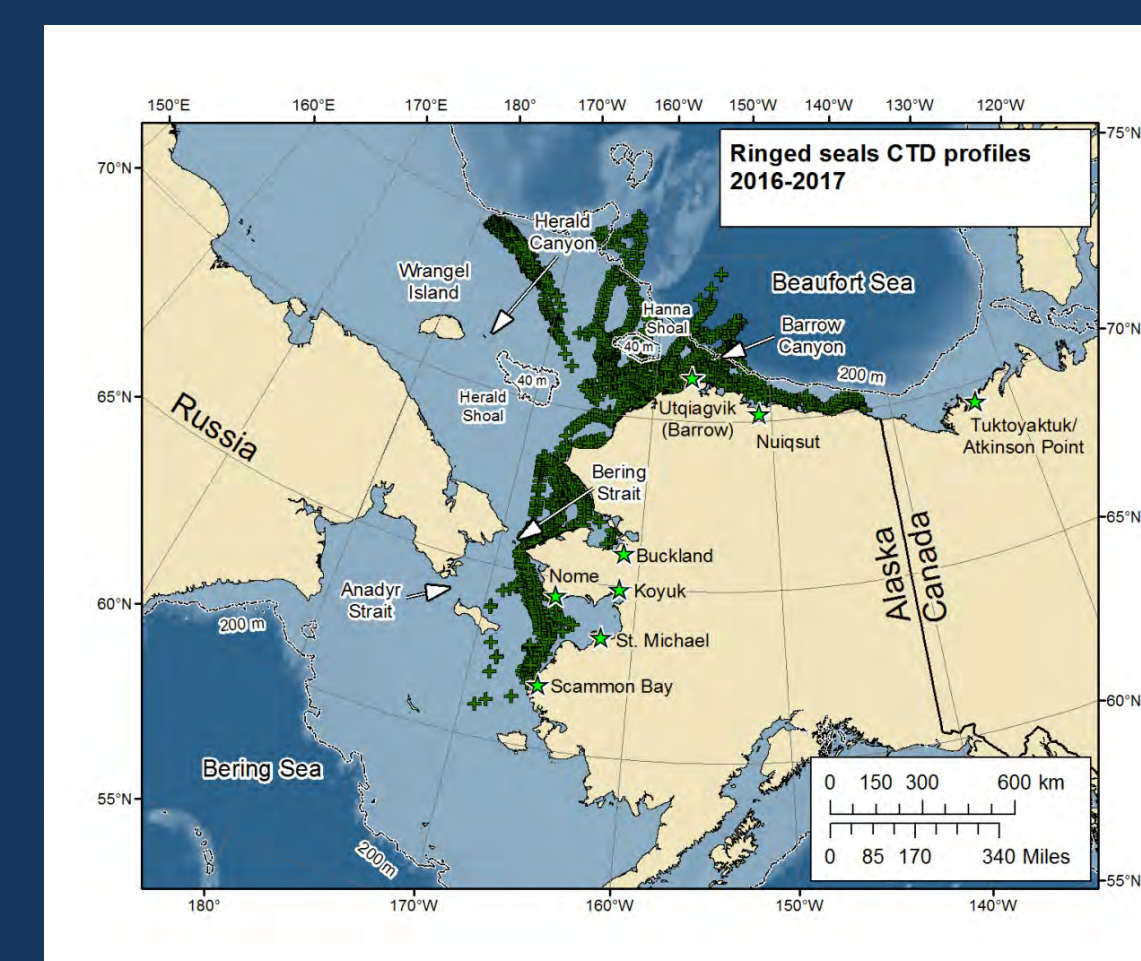 150°E 160°E 170°E 180° 170°W 160°W 150°W 140°W 130°W 120°W
75°N
Ringed seals CTD profiles
2016-2017
70°N
Herald
Canyon
Wrangel
Island
Beaufort Sea
Hanna
Shoal
40 m
Barrow
Canyon
70°N
200 m
40 m
Herald
Shoal
65°N
Russia
Utqiagvik
(Barrow)
Nuiqsut
Tuktoyaktuk/
Atkinson Point
Bering
Strait
65°N
Alaska
Canada
Buckland
Nome
Koyuk
Anadyr
Strait
60°N
200 m
St. Michael
Scammon Bay
60°N
Bering Sea
0 150 300 600 km
55°N
200 m
0 85 170 340 Miles
55°N
180° 170°W 160°W 150°W 140°W